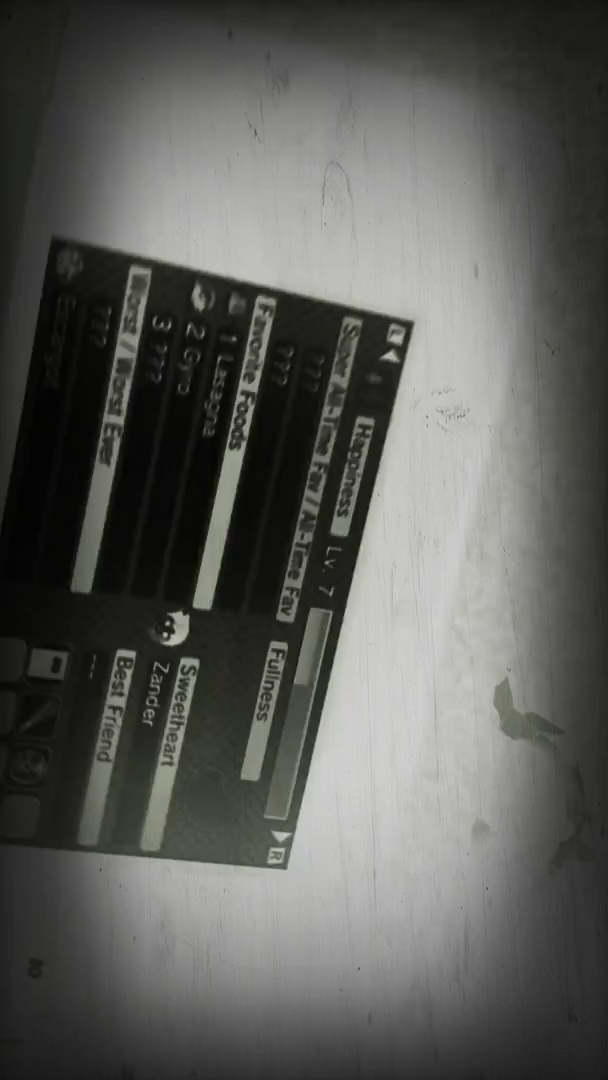 L
Happiness Lv. 7
R
Super All-Time Fav / All-Time Fav
???
???
Favorite Foods
1 Lasagna
2 Gyro
3 ???
Worst / Worst Ever
???
Escargot
Fullness
Sweetheart
Zander
Best Friend
---